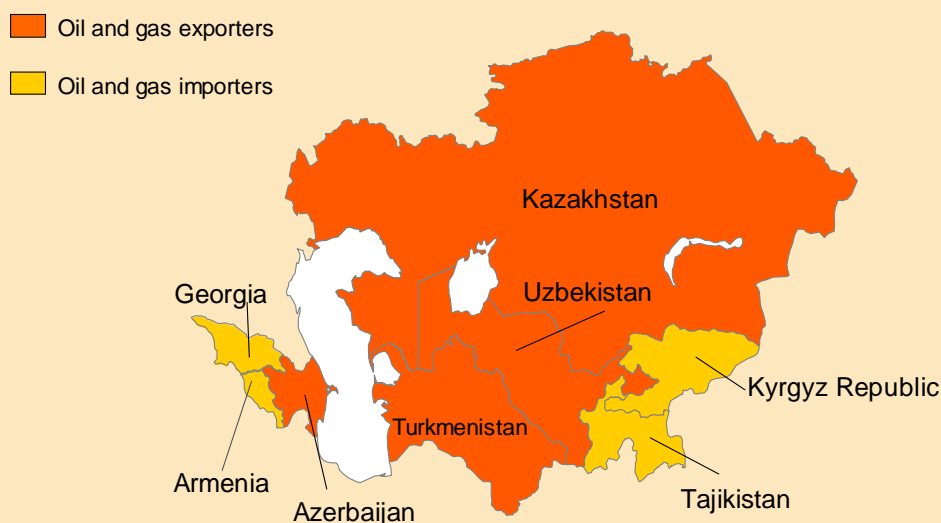 Oil and gas exporters
Oil and gas importers
Kazakhstan
Georgia
Uzbekistan
Kyrgyz Republic
Turkmenistan
Armenia
Azerbaijan
Tajikistan